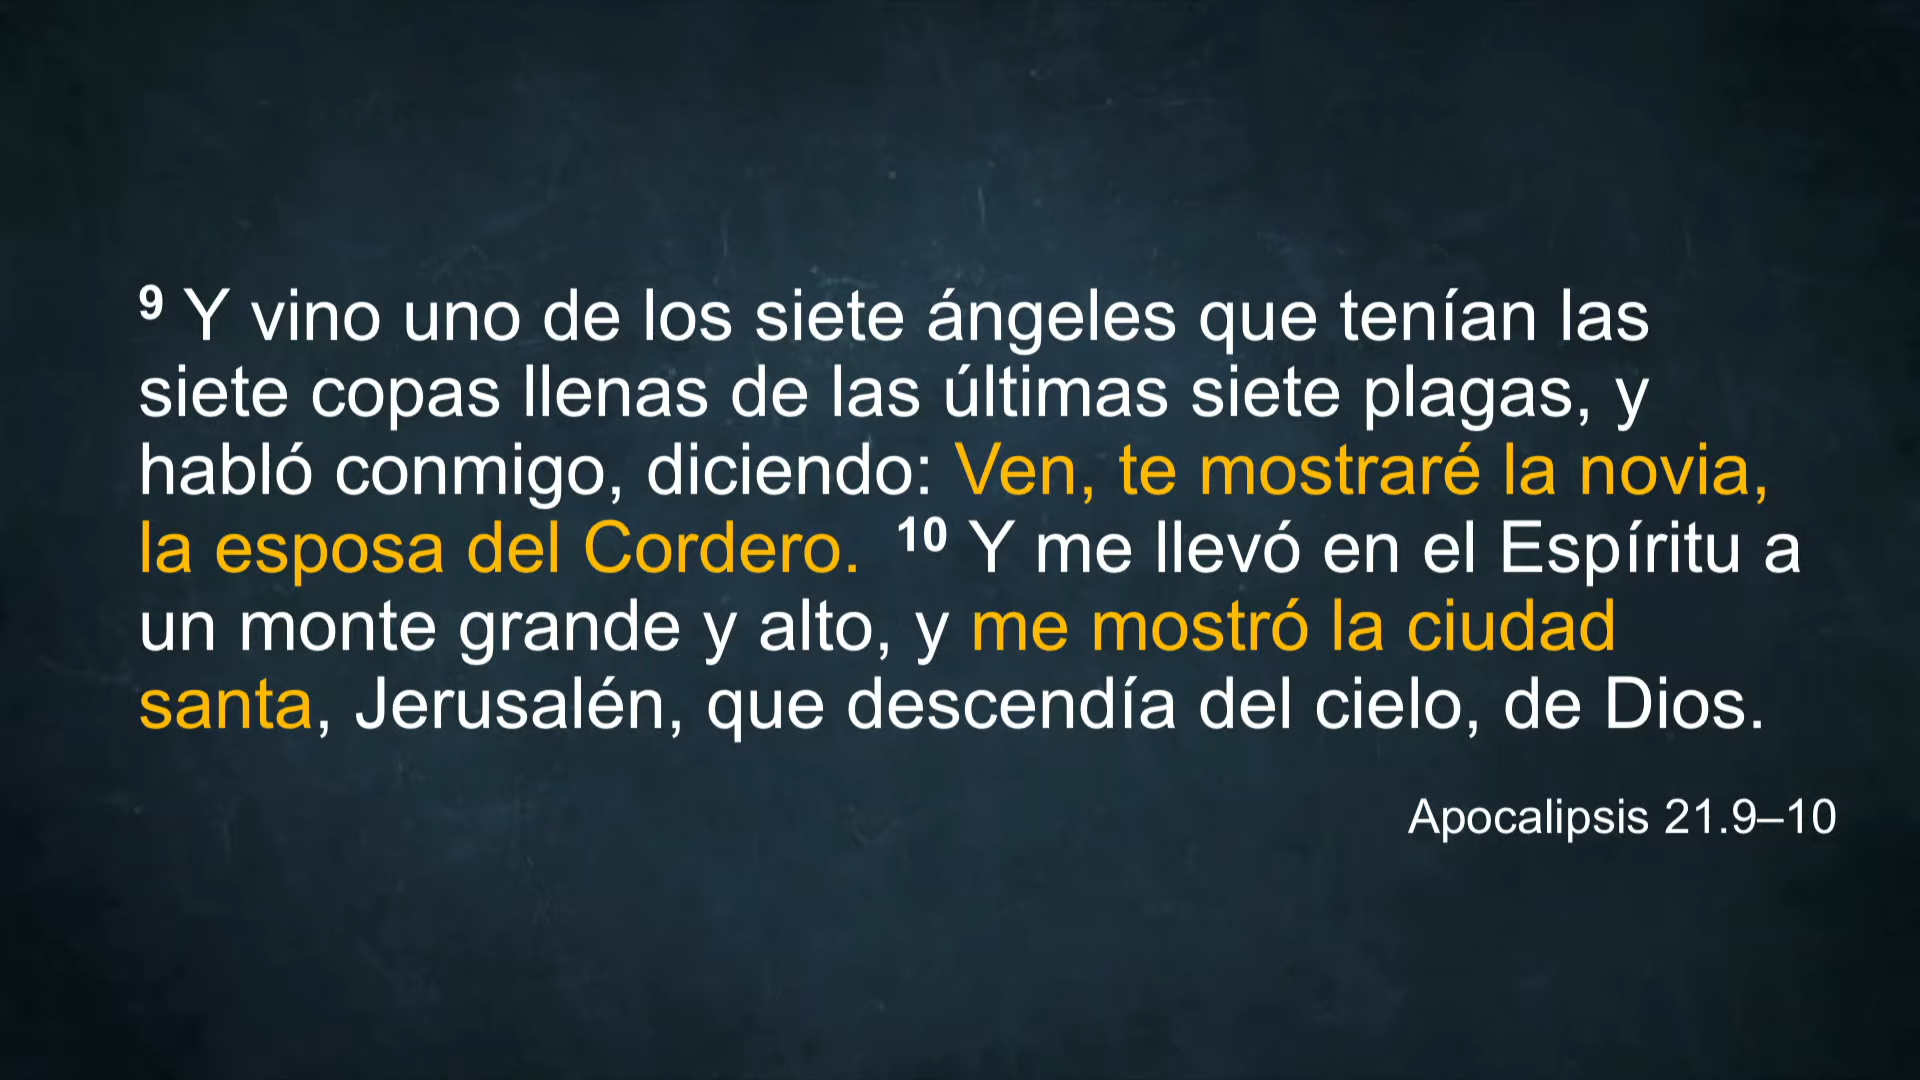 9 Y vino uno de los siete ángeles que tenían las
siete copas llenas de las últimas siete plagas, y
habló conmigo, diciendo: Ven, te mostraré la novia,
la esposa del Cordero. 10 Y me llevó en el Espíritu a
un monte grande y alto, y me mostró la ciudad
santa, Jerusalén, que descendía del cielo, de Dios.
Apocalipsis 21.9–10